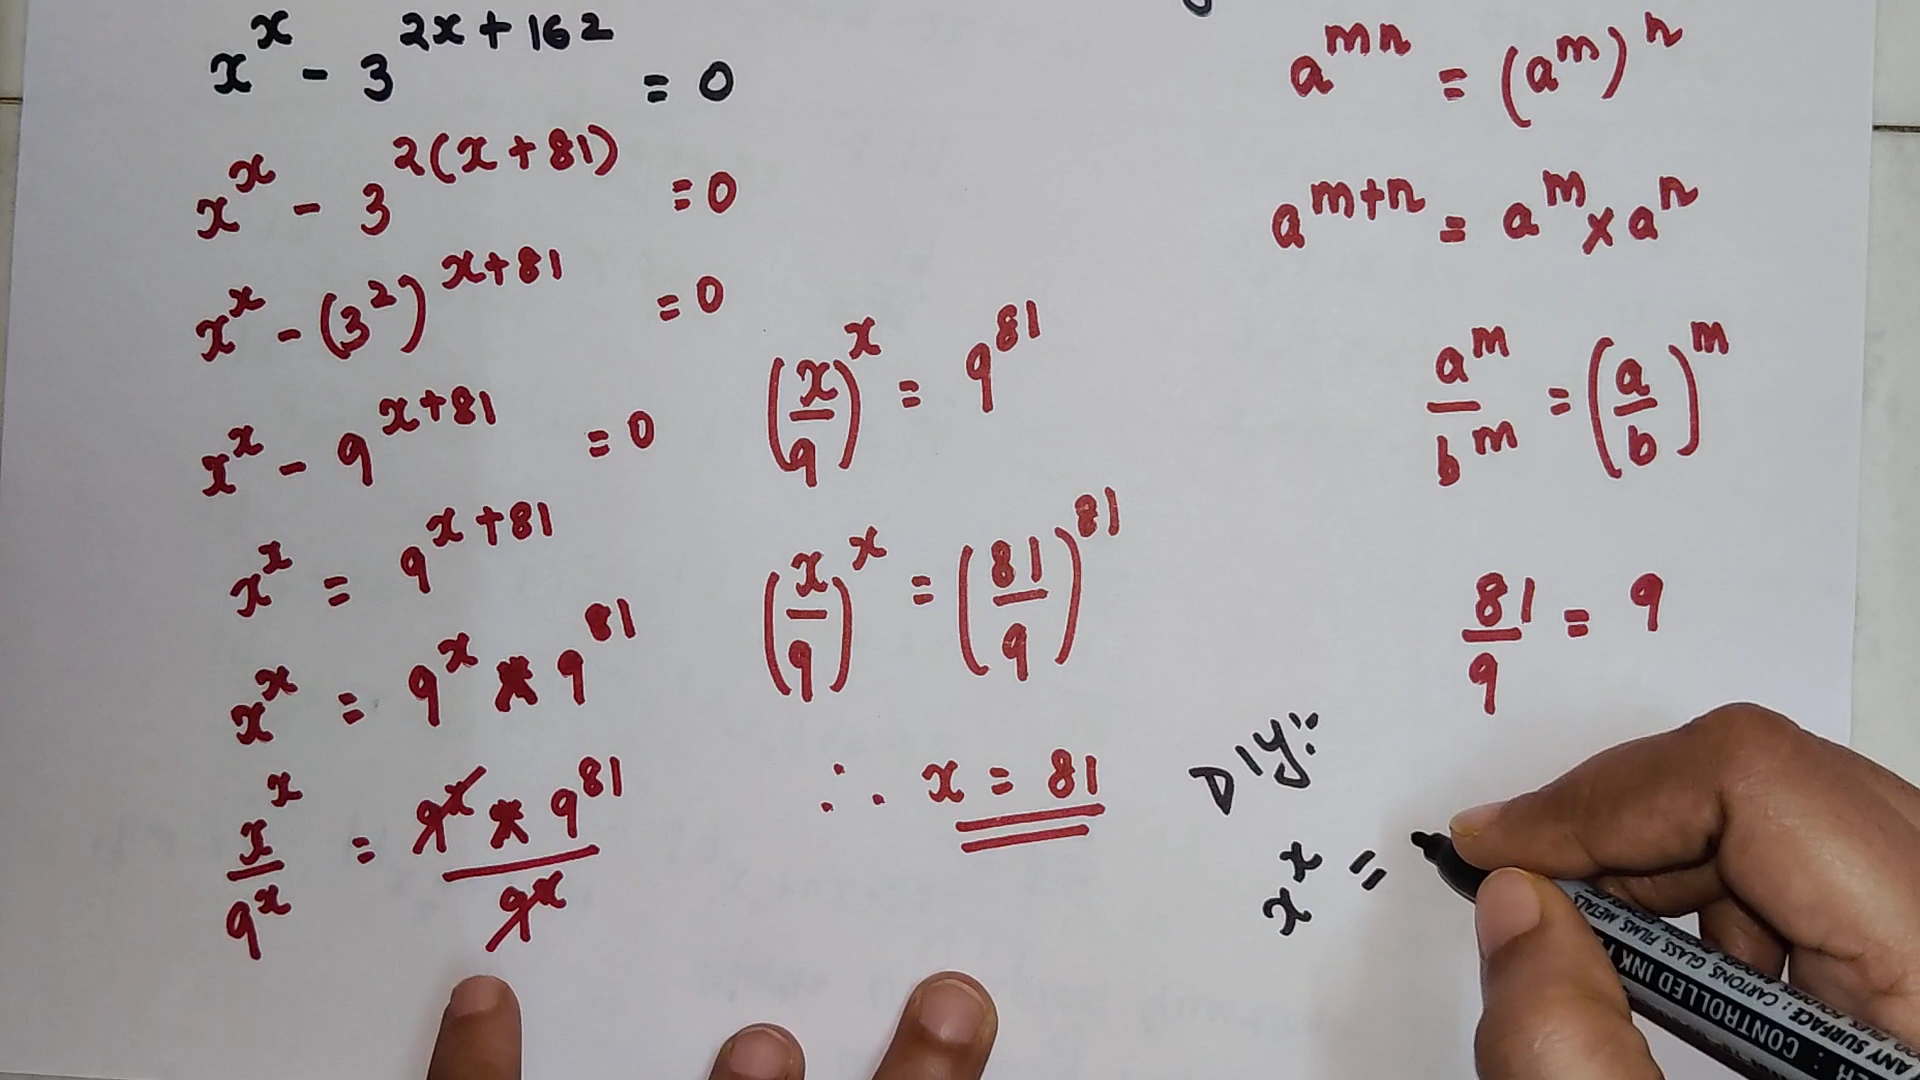 x^x - 3^(2x+162) = 0
x^x - 3^(2(x+81)) = 0
x^x - (3^2)^(x+81) = 0
x^x - 9^(x+81) = 0
x^x = 9^(x+81)
x^x = 9^x * 9^81
x^x/9^x = 9^x * 9^81/9^x
(x/9)^x = 9^81
(x/9)^x = (81/9)^81
∴ x = 81
a^(mn) = (a^m)^n
a^(m+n) = a^m × a^n
a^m/b^m = (a/b)^m
81/9 = 9
DIY:
x^x =
CONTROLLED INK